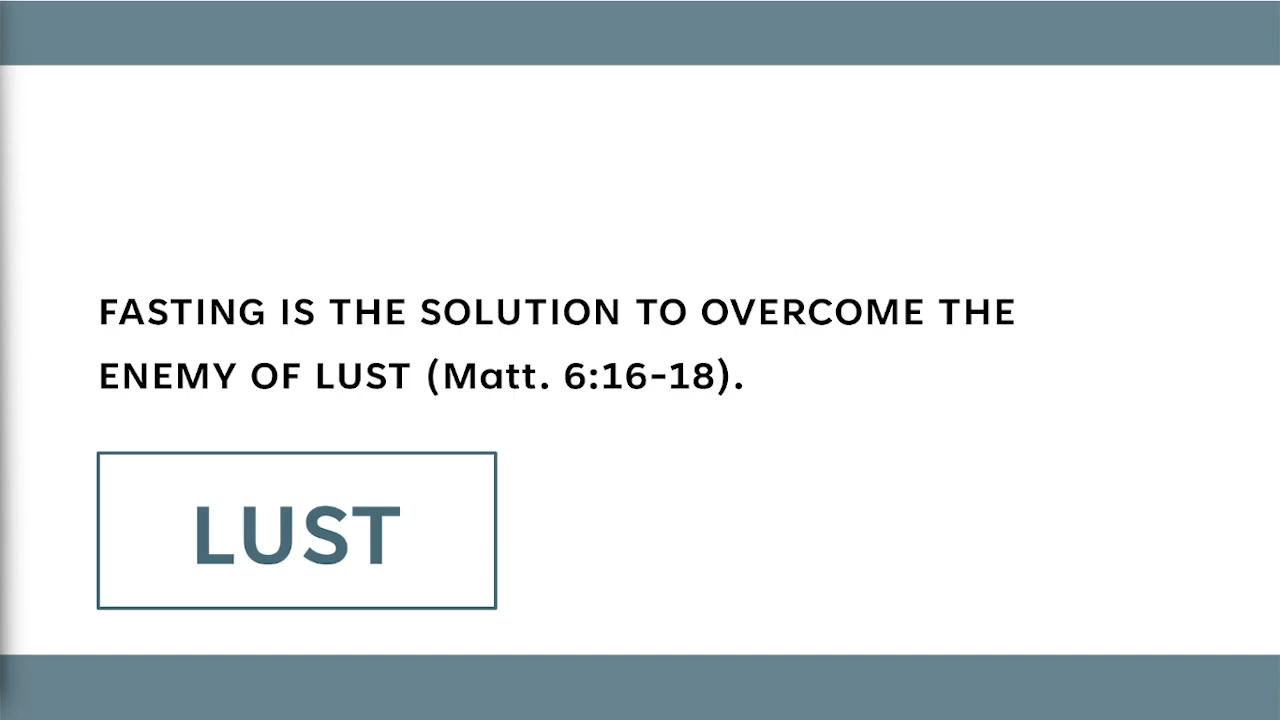 FASTING IS THE SOLUTION TO OVERCOME THE
ENEMY OF LUST (Matt. 6:16-18).
LUST